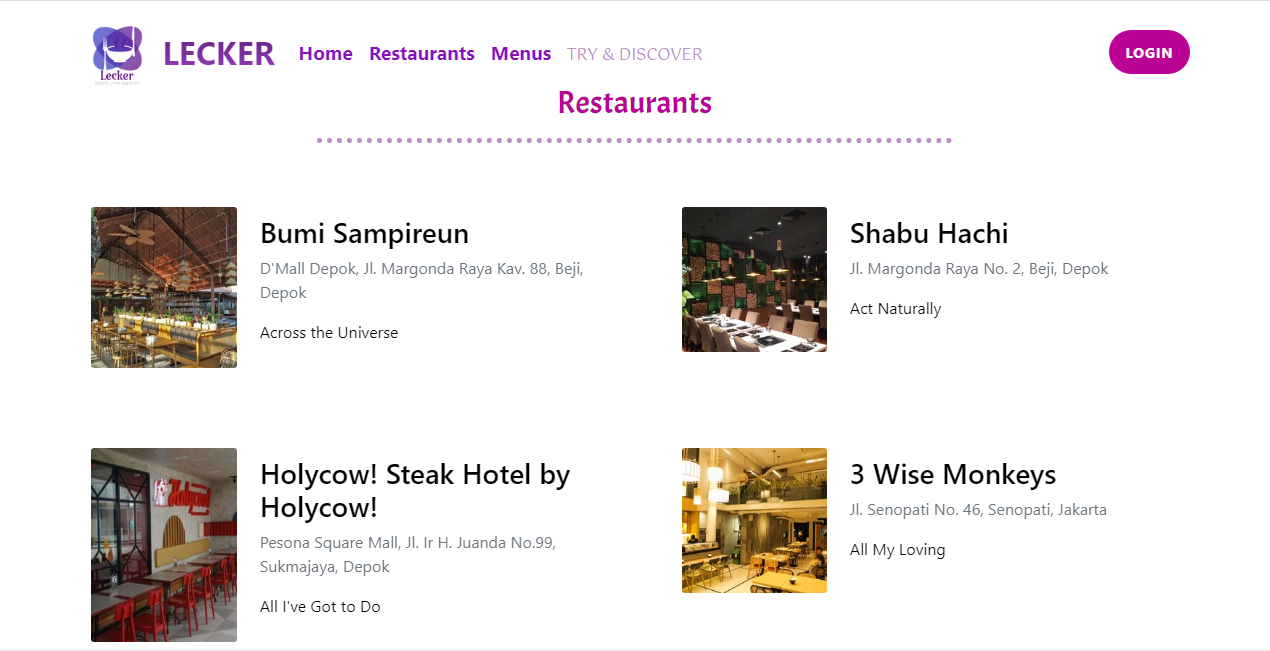 LECKER
Home
Restaurants
Menus
TRY & DISCOVER
LOGIN
Lecker
Restaurants
Bumi Sampireun
D'Mall Depok, Jl. Margonda Raya Kav. 88, Beji,
Depok
Across the Universe
Shabu Hachi
Jl. Margonda Raya No. 2, Beji, Depok
Act Naturally
Holycow! Steak Hotel by
Holycow!
Pesona Square Mall, Jl. Ir H. Juanda No.99,
Sukmajaya, Depok
All I've Got to Do
3 Wise Monkeys
Jl. Senopati No. 46, Senopati, Jakarta
All My Loving